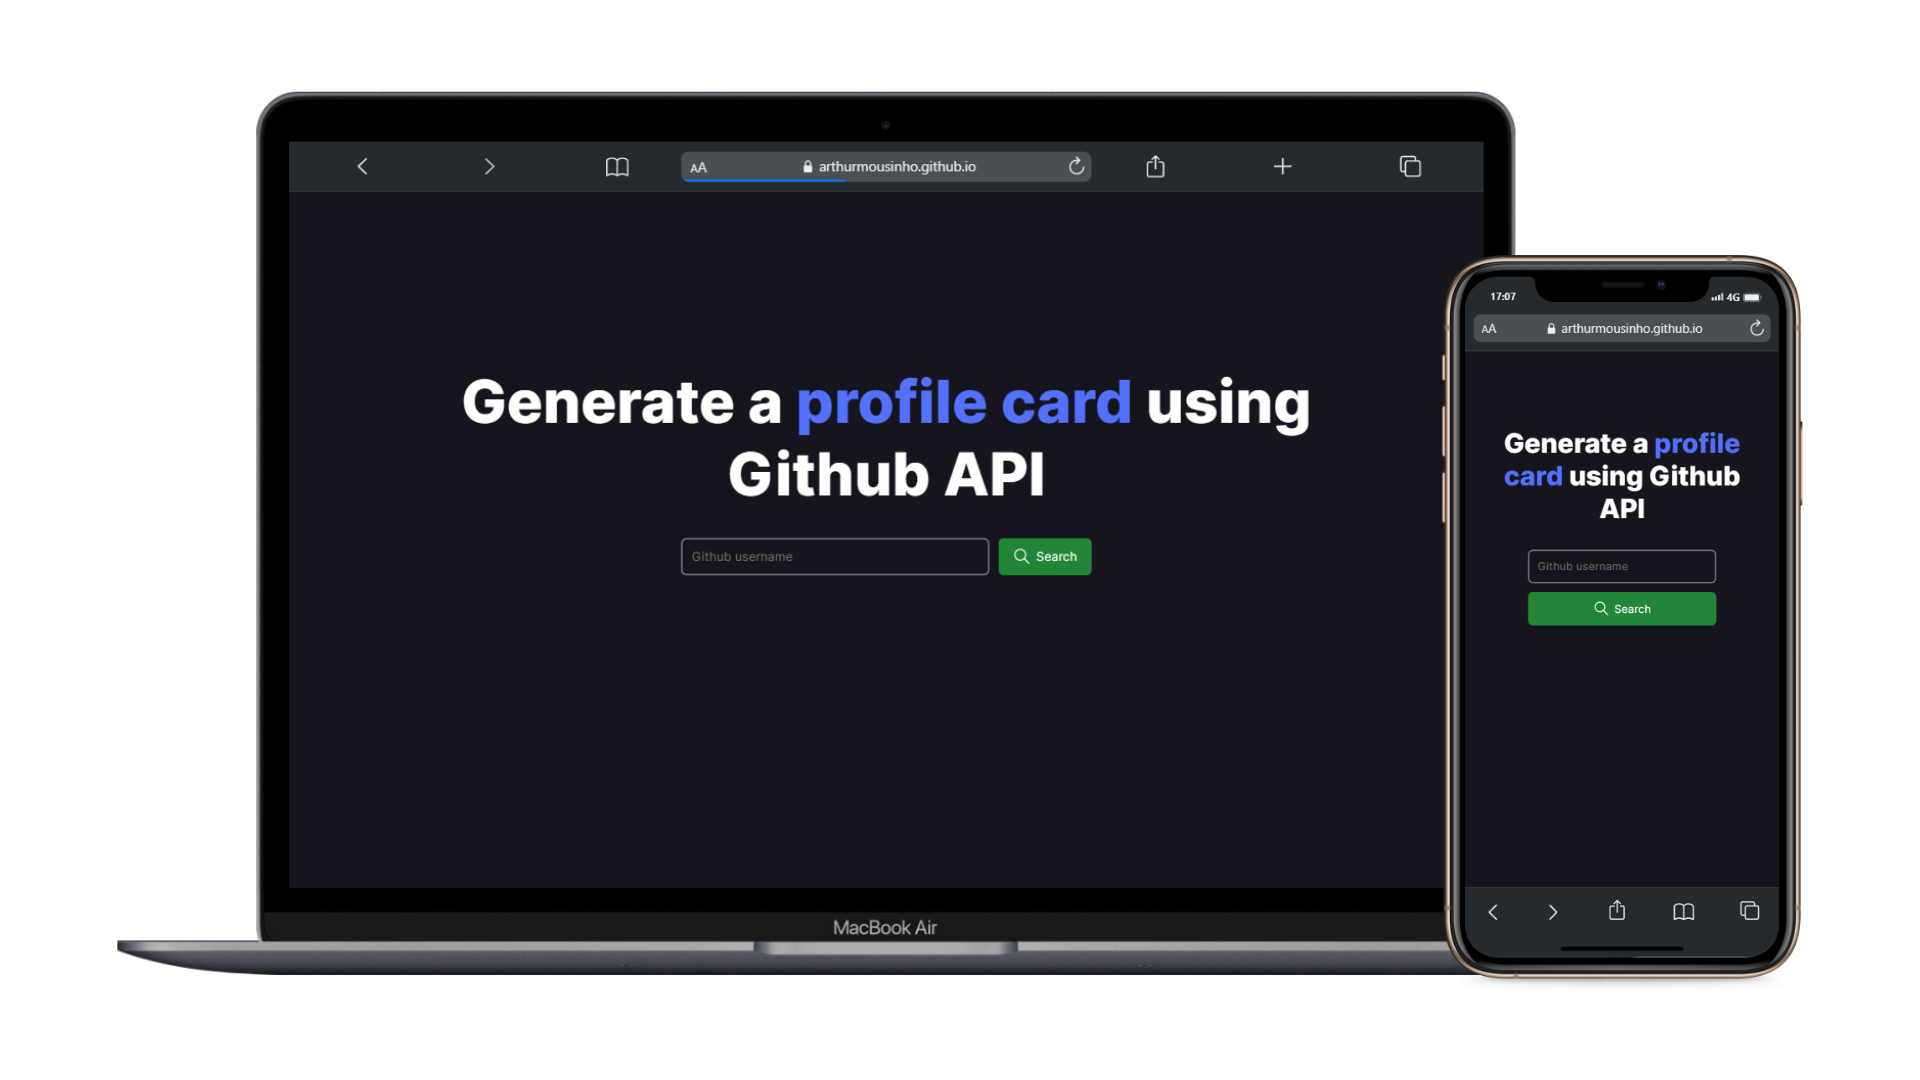 AA arthurmousinho.github.io
Generate a profile card using
Github API
Github username Search
MacBook Air
17:07 4G
AA arthurmousinho.github.io
Generate a profile
card using Github
API
Github username
Search